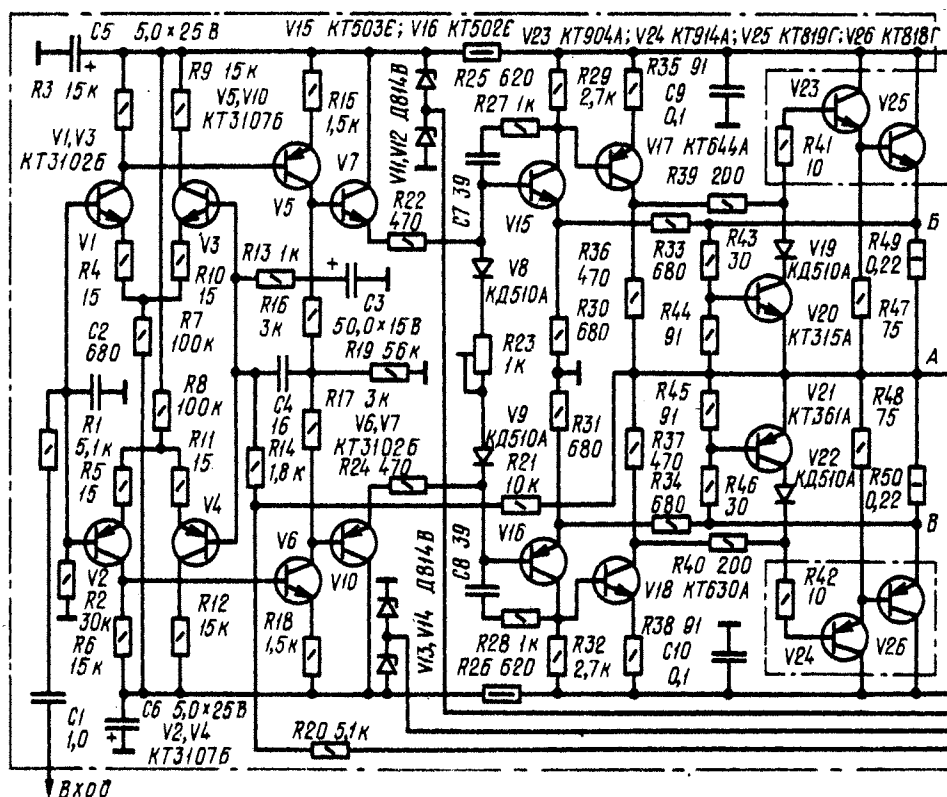 C5 5,0×25В V15 КТ503Е; V16 КТ502Е V23 КТ904А; V24 КТ914А; V25 КТ819Г; V26 КТ818Г
R3 15к
R9 15к
V5,V10
КТ3107б
V1,V3
КТ3102б
R15
1,5к
V11,V12 Д814В
R25 620
R27 1к
R29
2,7к
R35 91
C9
0,1
V23
V25
R41
10
V17 КТ644А
R39 200
V7
V5
R22
470
C7 39
V15
Б
V1
V3
R4
15
R10
15
R13 1к
C3
50,0×15В
R16
3к
V8
КД510А
R36
470
R30
680
R33
680
R43
30
V19
КД510А
R49
0,22
V20
КТ315А
R47
75
C2
680
R7
100к
R44
91
R19 56к
R23
1к
А
R8
100к
R1
5,1к
C4
16
R17 3к
V6,V7
КТ3102б
V9
КД510А
R31
680
R45
91
V21
КТ361А
R48
75
R5
15
R11
15
R14
1,8к
R24 470
R21
10к
R37
470
R34
680
R46
30
V22
КД510А
R50
0,22
В
V4
V2
V6
V10
V13,V14 Д814В
C8 39
V16
R40 200
V18 КТ630А
R42
10
R2
30к
R6
15к
R12
15к
R18
1,5к
R28 1к
R26 620
R32
2,7к
R38 91
C10
0,1
V24
V26
C1
1,0
C6 5,0×25В
V2,V4
КТ3107б
R20 5,1к
Вход